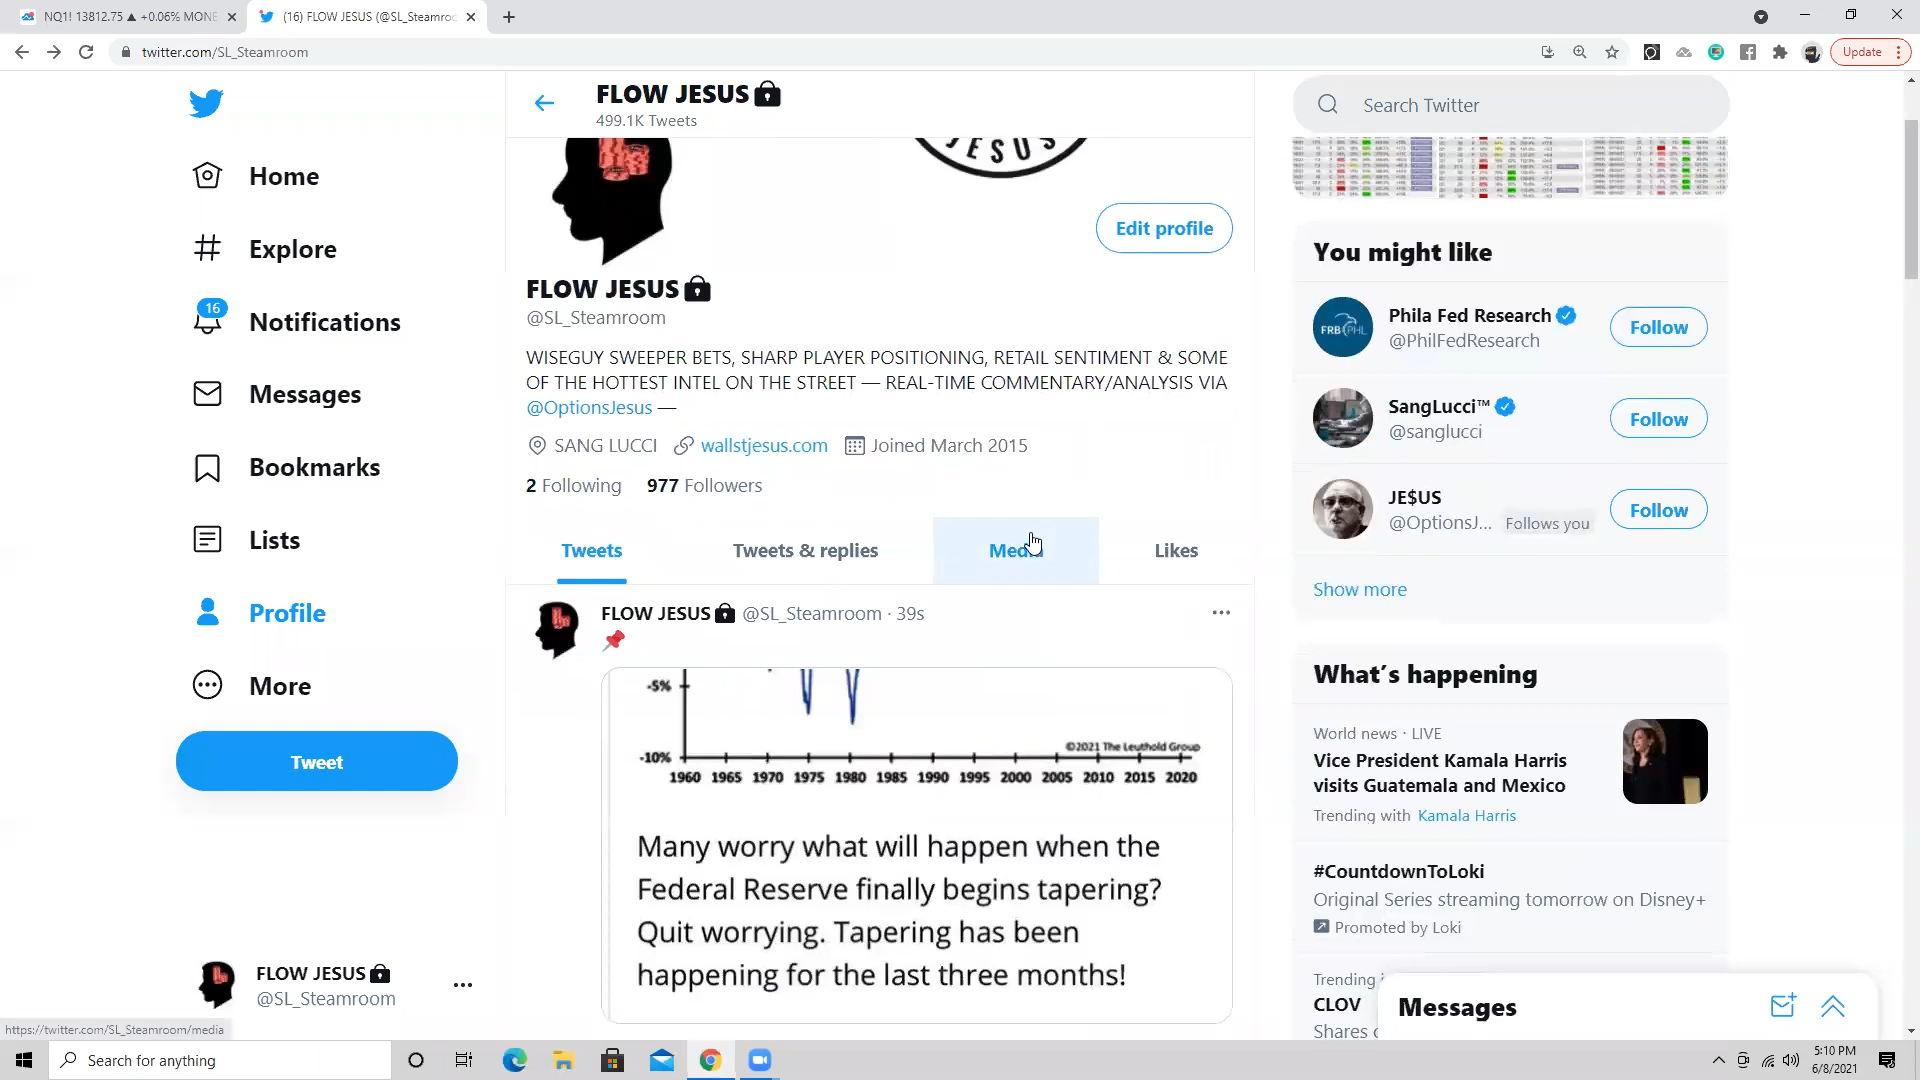 NQ1! 13812.75 ▲ +0.06% MONE
(16) FLOW JESUS (@SL_Steamroo
twitter.com/SL_Steamroom
Update
FLOW JESUS
499.1K Tweets
Search Twitter
JESUS
Edit profile
Home
Explore
16
Notifications
Messages
Bookmarks
Lists
Profile
More
Tweet
FLOW JESUS
@SL_Steamroom
FLOW JESUS
@SL_Steamroom
WISEGUY SWEEPER BETS, SHARP PLAYER POSITIONING, RETAIL SENTIMENT & SOME
OF THE HOTTEST INTEL ON THE STREET — REAL-TIME COMMENTARY/ANALYSIS VIA
@OptionsJesus —
SANG LUCCI wallstjesus.com Joined March 2015
2 Following 977 Followers
Tweets Tweets & replies Media Likes
FLOW JESUS @SL_Steamroom · 39s
📌
-5%
©2021 The Leuthold Group
-10%
1960 1965 1970 1975 1980 1985 1990 1995 2000 2005 2010 2015 2020
Many worry what will happen when the
Federal Reserve finally begins tapering?
Quit worrying. Tapering has been
happening for the last three months!
You might like
FRB PHL
Phila Fed Research
@PhilFedResearch
Follow
SangLucci™
@sanglucci
Follow
JE$US
@OptionsJ... Follows you
Follow
Show more
What's happening
World news · LIVE
Vice President Kamala Harris
visits Guatemala and Mexico
Trending with Kamala Harris
#CountdownToLoki
Original Series streaming tomorrow on Disney+
Promoted by Loki
Trending i
CLOV
Shares c
Messages
https://twitter.com/SL_Steamroom/media
Search for anything
5:10 PM
6/8/2021